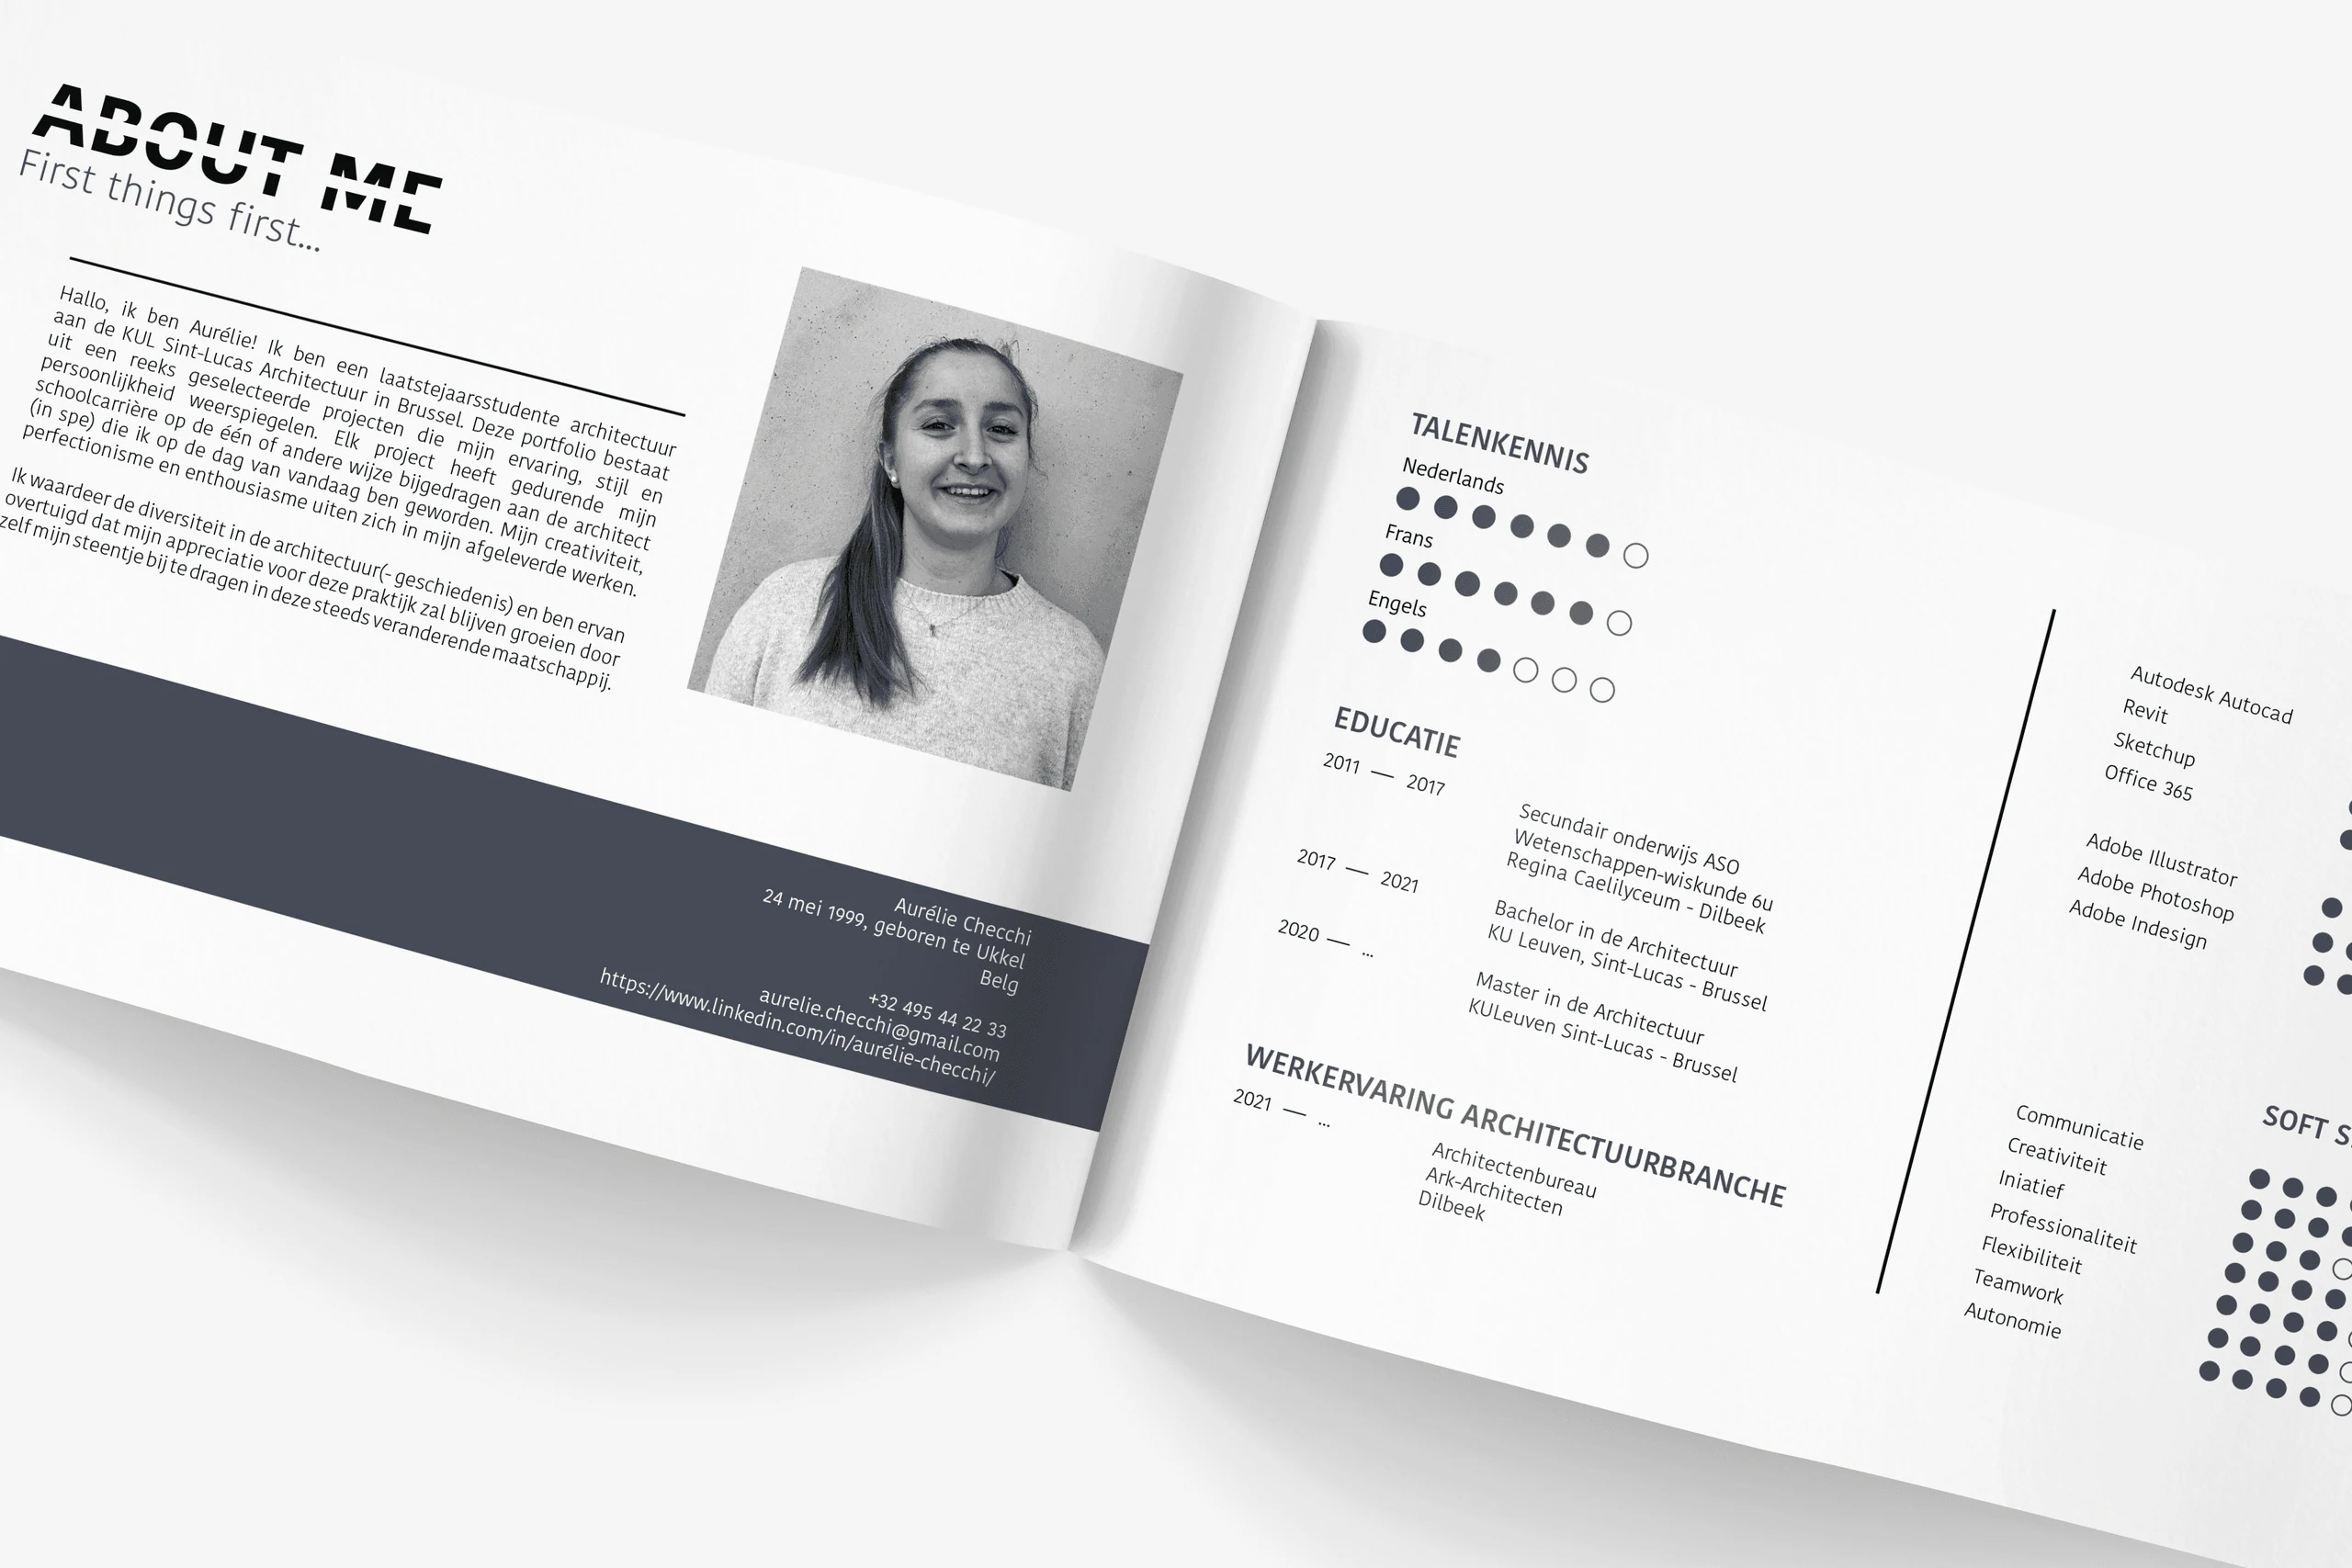 ABOUT ME
First things first...
Hallo, ik ben Aurélie! Ik ben een laatstejaarsstudente architectuur
aan de KUL Sint-Lucas Architectuur in Brussel. Deze portfolio bestaat
uit een reeks geselecteerde projecten die mijn ervaring, stijl en
persoonlijkheid weerspiegelen. Elk project heeft gedurende mijn
schoolcarrière op de één of andere wijze bijgedragen aan de architect
(in spe) die ik op de dag van vandaag ben geworden. Mijn creativiteit,
perfectionisme en enthousiasme uiten zich in mijn afgeleverde werken.
Ik waardeer de diversiteit in de architectuur(- geschiedenis) en ben ervan
overtuigd dat mijn appreciatie voor deze praktijk zal blijven groeien door
zelf mijn steentje bij te dragen in deze steeds veranderende maatschappij.
Aurélie Checchi
24 mei 1999, geboren te Ukkel
Belg
+32 495 44 22 33
aurelie.checchi@gmail.com
https://www.linkedin.com/in/aurélie-checchi/
TALENKENNIS
Nederlands
Frans
Engels
EDUCATIE
2011 — 2017
Secundair onderwijs ASO
Wetenschappen-wiskunde 6u
Regina Caelilyceum - Dilbeek
2017 — 2021
Bachelor in de Architectuur
KU Leuven, Sint-Lucas - Brussel
2020 — ...
Master in de Architectuur
KULeuven Sint-Lucas - Brussel
WERKERVARING ARCHITECTUURBRANCHE
2021 — ...
Architectenbureau
Ark-Architecten
Dilbeek
Autodesk Autocad
Revit
Sketchup
Office 365
Adobe Illustrator
Adobe Photoshop
Adobe Indesign
SOFT S
Communicatie
Creativiteit
Iniatief
Professionaliteit
Flexibiliteit
Teamwork
Autonomie